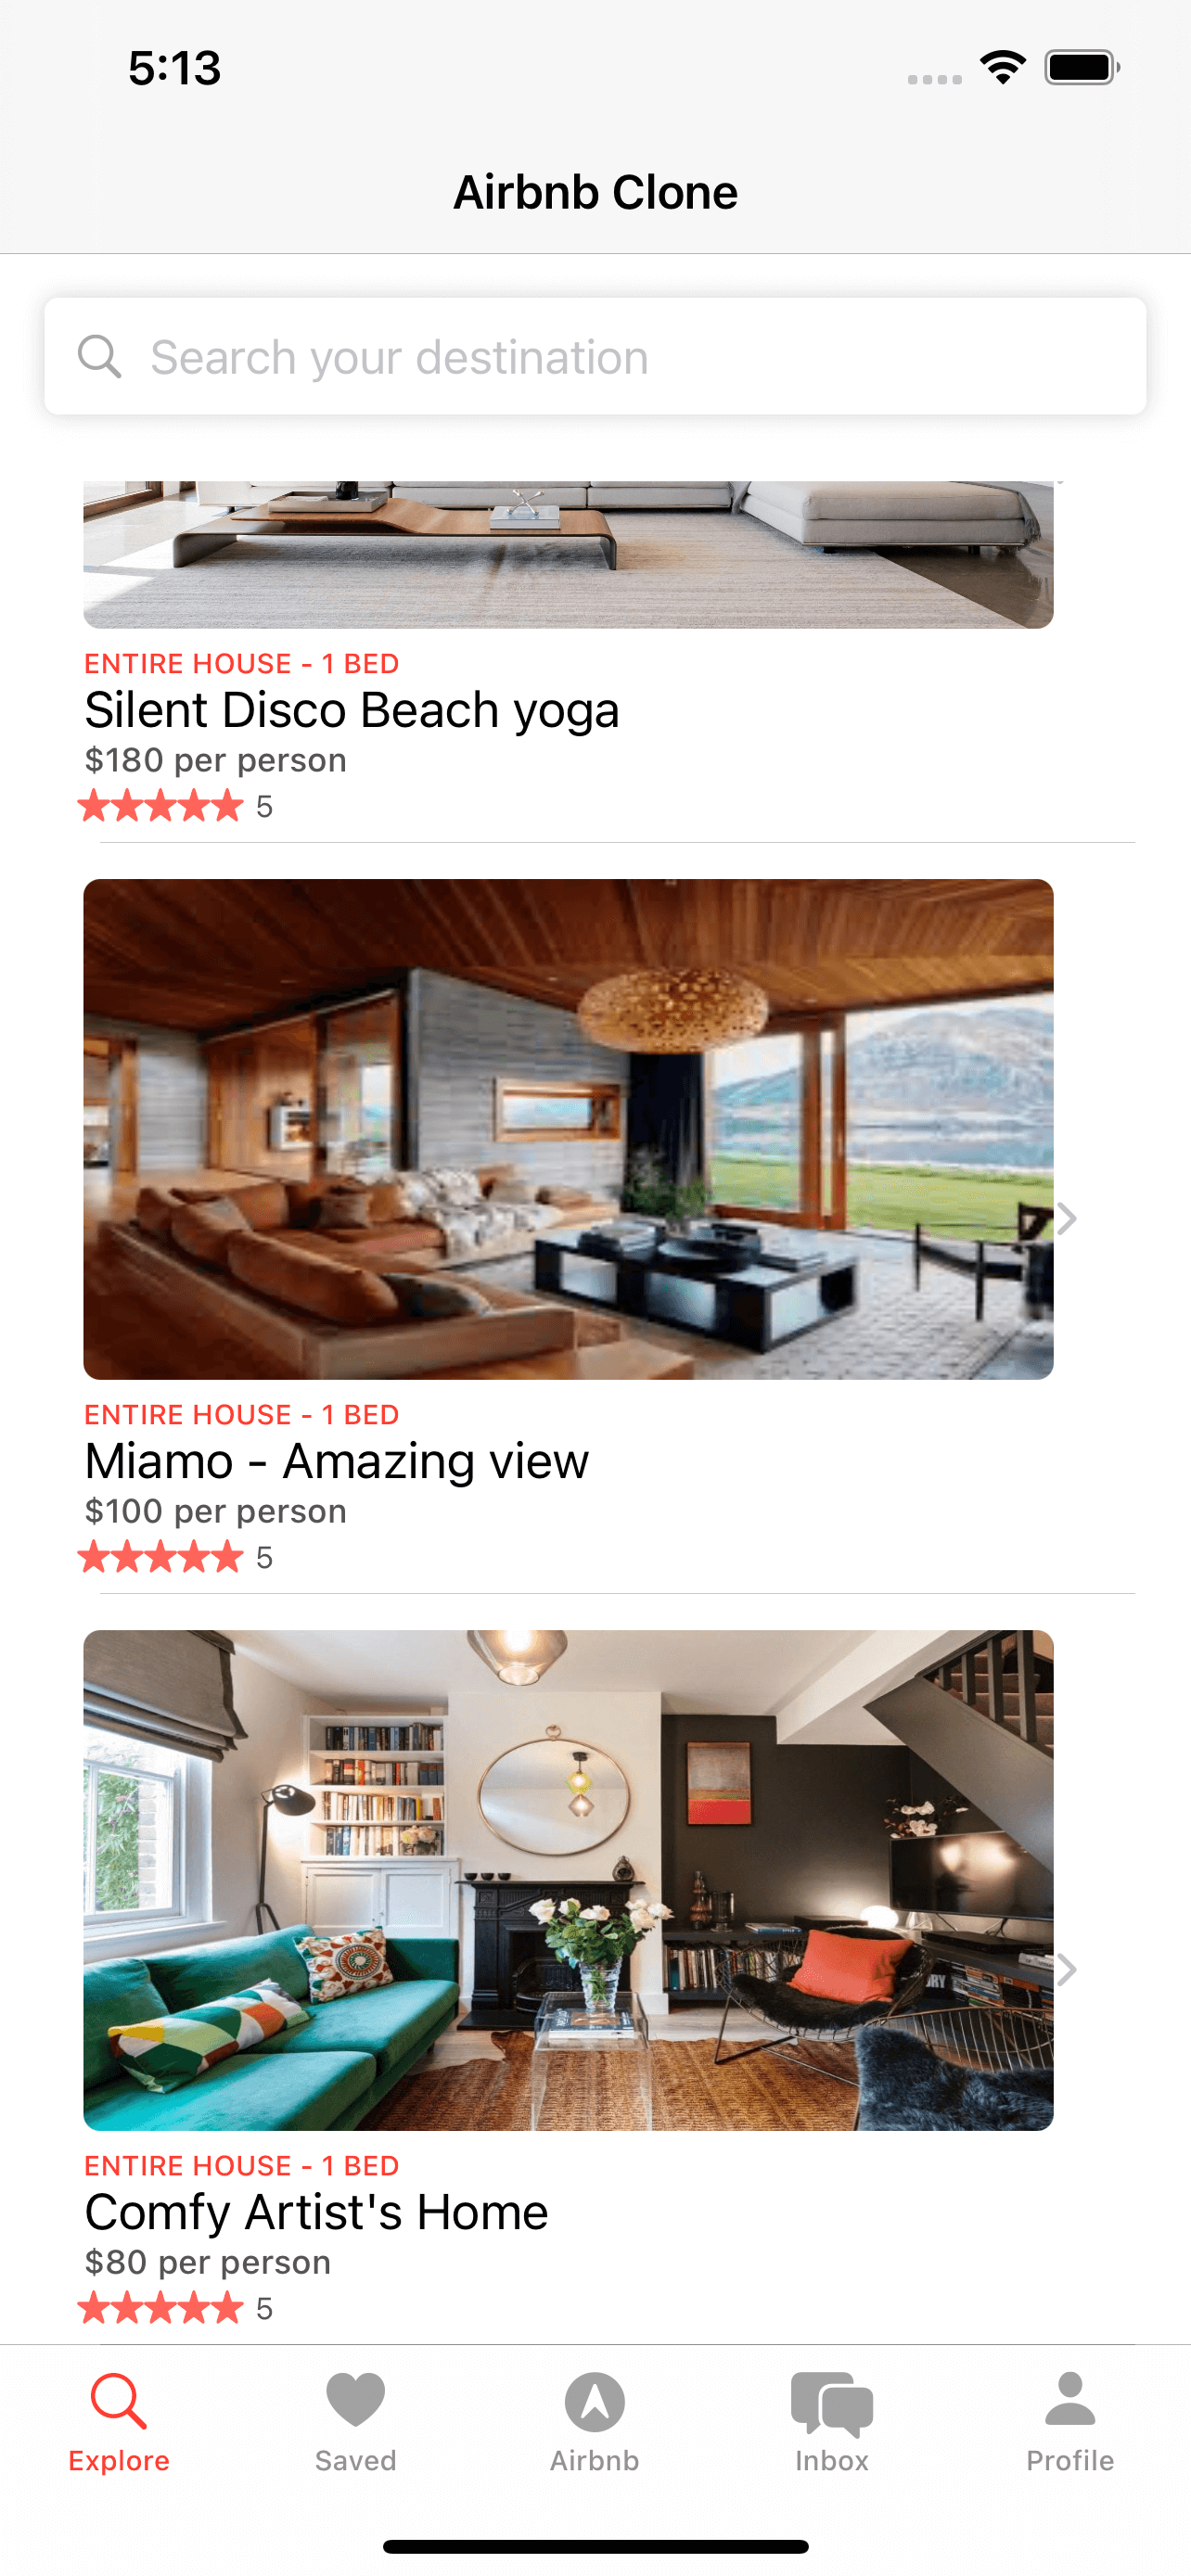 5:13
Airbnb Clone
Search your destination
ENTIRE HOUSE - 1 BED
Silent Disco Beach yoga
$180 per person
5
ENTIRE HOUSE - 1 BED
Miamo - Amazing view
$100 per person
5
ENTIRE HOUSE - 1 BED
Comfy Artist's Home
$80 per person
5
Explore
Saved
Airbnb
Inbox
Profile